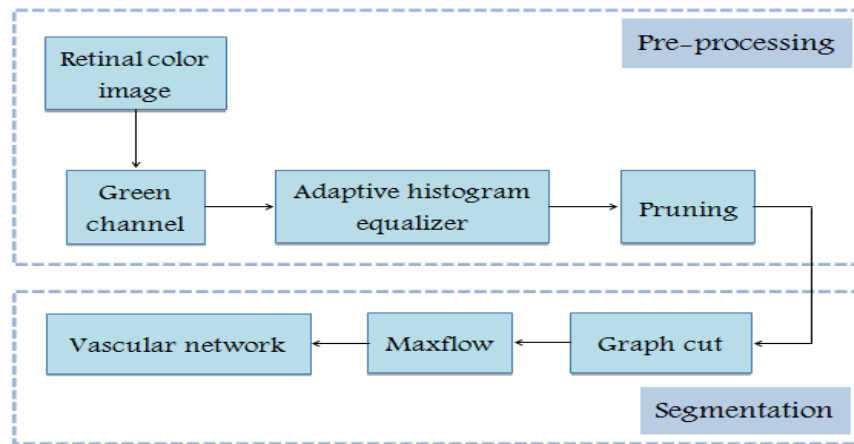 Pre-processing
Retinal color
image
Green
channel
Adaptive histogram
equalizer
Pruning
Vascular network
Maxflow
Graph cut
Segmentation